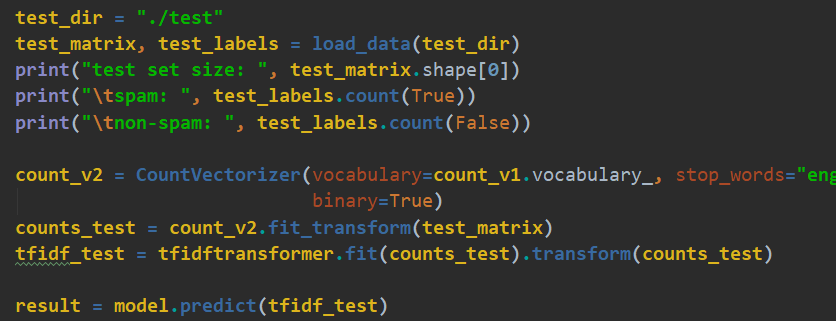 test_dir = "./test"
test_matrix, test_labels = load_data(test_dir)
print("test set size: ", test_matrix.shape[0])
print("\tspam: ", test_labels.count(True))
print("\tnon-spam: ", test_labels.count(False))
count_v2 = CountVectorizer(vocabulary=count_v1.vocabulary_, stop_words="eng
binary=True)
counts_test = count_v2.fit_transform(test_matrix)
tfidf_test = tfidftransformer.fit(counts_test).transform(counts_test)
result = model.predict(tfidf_test)